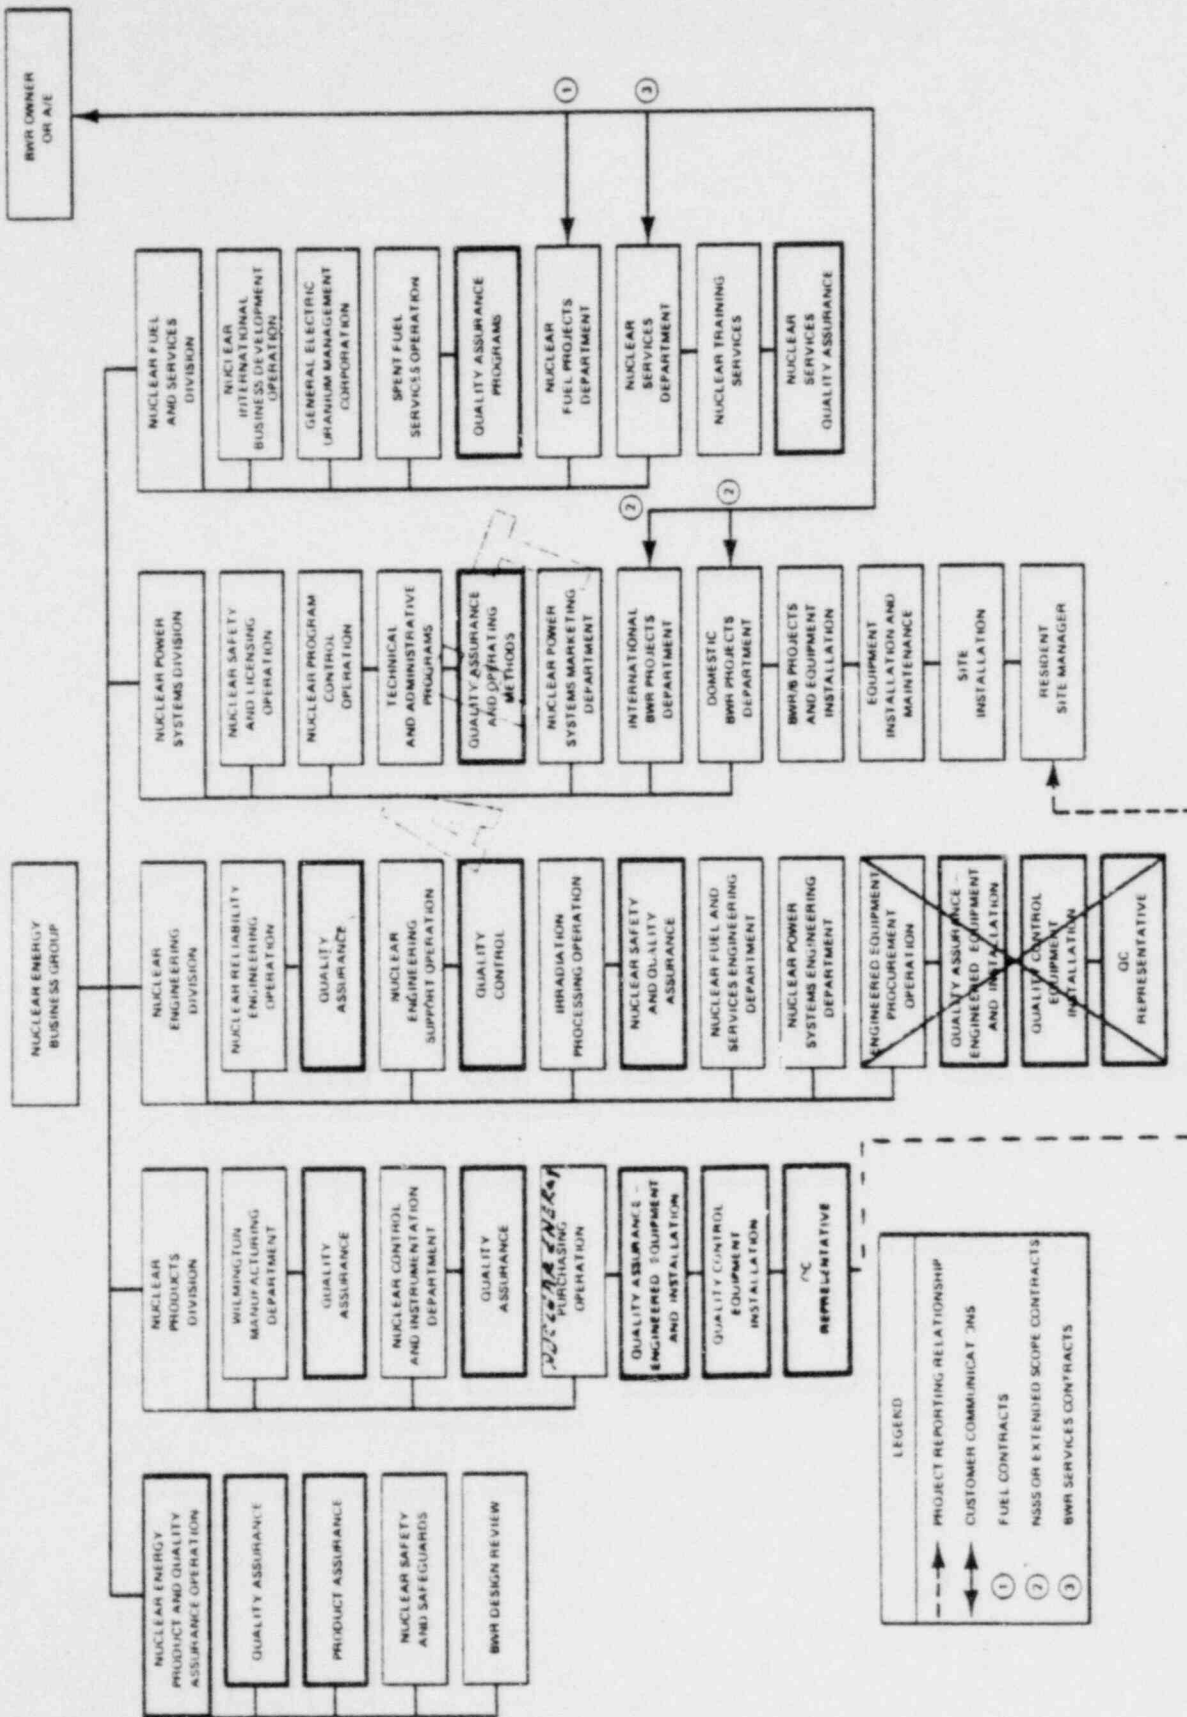 NUCLEAR ENERGY
BUSINESS GROUP
BWR OWNER
OR A/E
NUCLEAR ENERGY
PRODUCT AND QUALITY
ASSURANCE OPERATION
QUALITY ASSURANCE
PRODUCT ASSURANCE
NUCLEAR SAFETY
AND SAFEGUARDS
BWR DESIGN REVIEW
NUCLEAR
PRODUCTS
DIVISION
WILMINGTON
MANUFACTURING
DEPARTMENT
QUALITY
ASSURANCE
NUCLEAR CONTROL
AND INSTRUMENTATION
DEPARTMENT
QUALITY
ASSURANCE
NUCLEAR ENERGY
PURCHASING
OPERATION
QUALITY ASSURANCE -
ENGINEERED EQUIPMENT
AND INSTALLATION
QUALITY CONTROL
EQUIPMENT
INSTALLATION
QC
REPRESENTATIVE
NUCLEAR
ENGINEERING
DIVISION
NUCLEAR RELIABILITY
ENGINEERING
OPERATION
QUALITY
ASSURANCE
NUCLEAR
ENGINEERING
SUPPORT OPERATION
QUALITY
CONTROL
IRRADIATION
PROCESSING OPERATION
NUCLEAR SAFETY
AND QUALITY
ASSURANCE
NUCLEAR FUEL AND
SERVICES ENGINEERING
DEPARTMENT
NUCLEAR POWER
SYSTEMS ENGINEERING
DEPARTMENT
ENGINEERED EQUIPMENT
PROCUREMENT
OPERATION
QUALITY ASSURANCE -
ENGINEERED EQUIPMENT
AND INSTALLATION
QUALITY CONTROL
EQUIPMENT
INSTALLATION
QC
REPRESENTATIVE
NUCLEAR POWER
SYSTEMS DIVISION
NUCLEAR SAFETY
AND LICENSING
OPERATION
NUCLEAR PROGRAM
CONTROL
OPERATION
TECHNICAL
AND ADMINISTRATIVE
PROGRAMS
QUALITY ASSURANCE
AND OPERATING
METHODS
NUCLEAR POWER
SYSTEMS MARKETING
DEPARTMENT
INTERNATIONAL
BWR PROJECTS
DEPARTMENT
2
DOMESTIC
BWR PROJECTS
DEPARTMENT
2
BWR/6 PROJECTS
AND EQUIPMENT
INSTALLATION
EQUIPMENT
INSTALLATION AND
MAINTENANCE
SITE
INSTALLATION
RESIDENT
SITE MANAGER
NUCLEAR FUEL
AND SERVICES
DIVISION
NUCLEAR
INTERNATIONAL
BUSINESS DEVELOPMENT
OPERATION
GENERAL ELECTRIC
URANIUM MANAGEMENT
CORPORATION
SPENT FUEL
SERVICES OPERATION
QUALITY ASSURANCE
PROGRAMS
NUCLEAR
FUEL PROJECTS
DEPARTMENT
1
NUCLEAR
SERVICES
DEPARTMENT
3
NUCLEAR TRAINING
SERVICES
NUCLEAR
SERVICES
QUALITY ASSURANCE
LEGEND
PROJECT REPORTING RELATIONSHIP
CUSTOMER COMMUNICATIONS
1 FUEL CONTRACTS
2 NSSS OR EXTENDED SCOPE CONTRACTS
3 BWR SERVICES CONTRACTS